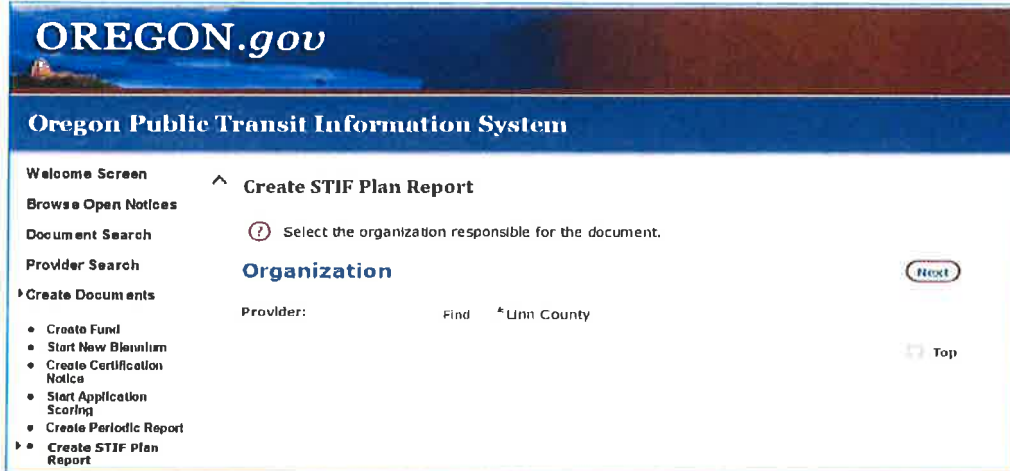 OREGON.gov
Oregon Public Transit Information System
Welcome Screen
Browse Open Notices
Document Search
Provider Search
Create Documents
• Create Fund
• Start New Biennium
• Create Certification
Notice
• Start Application
Scoring
• Create Periodic Report
• Create STIF Plan
Report
Create STIF Plan Report
? Select the organization responsible for the document.
Organization
Next
Provider: Find *Linn County
Top